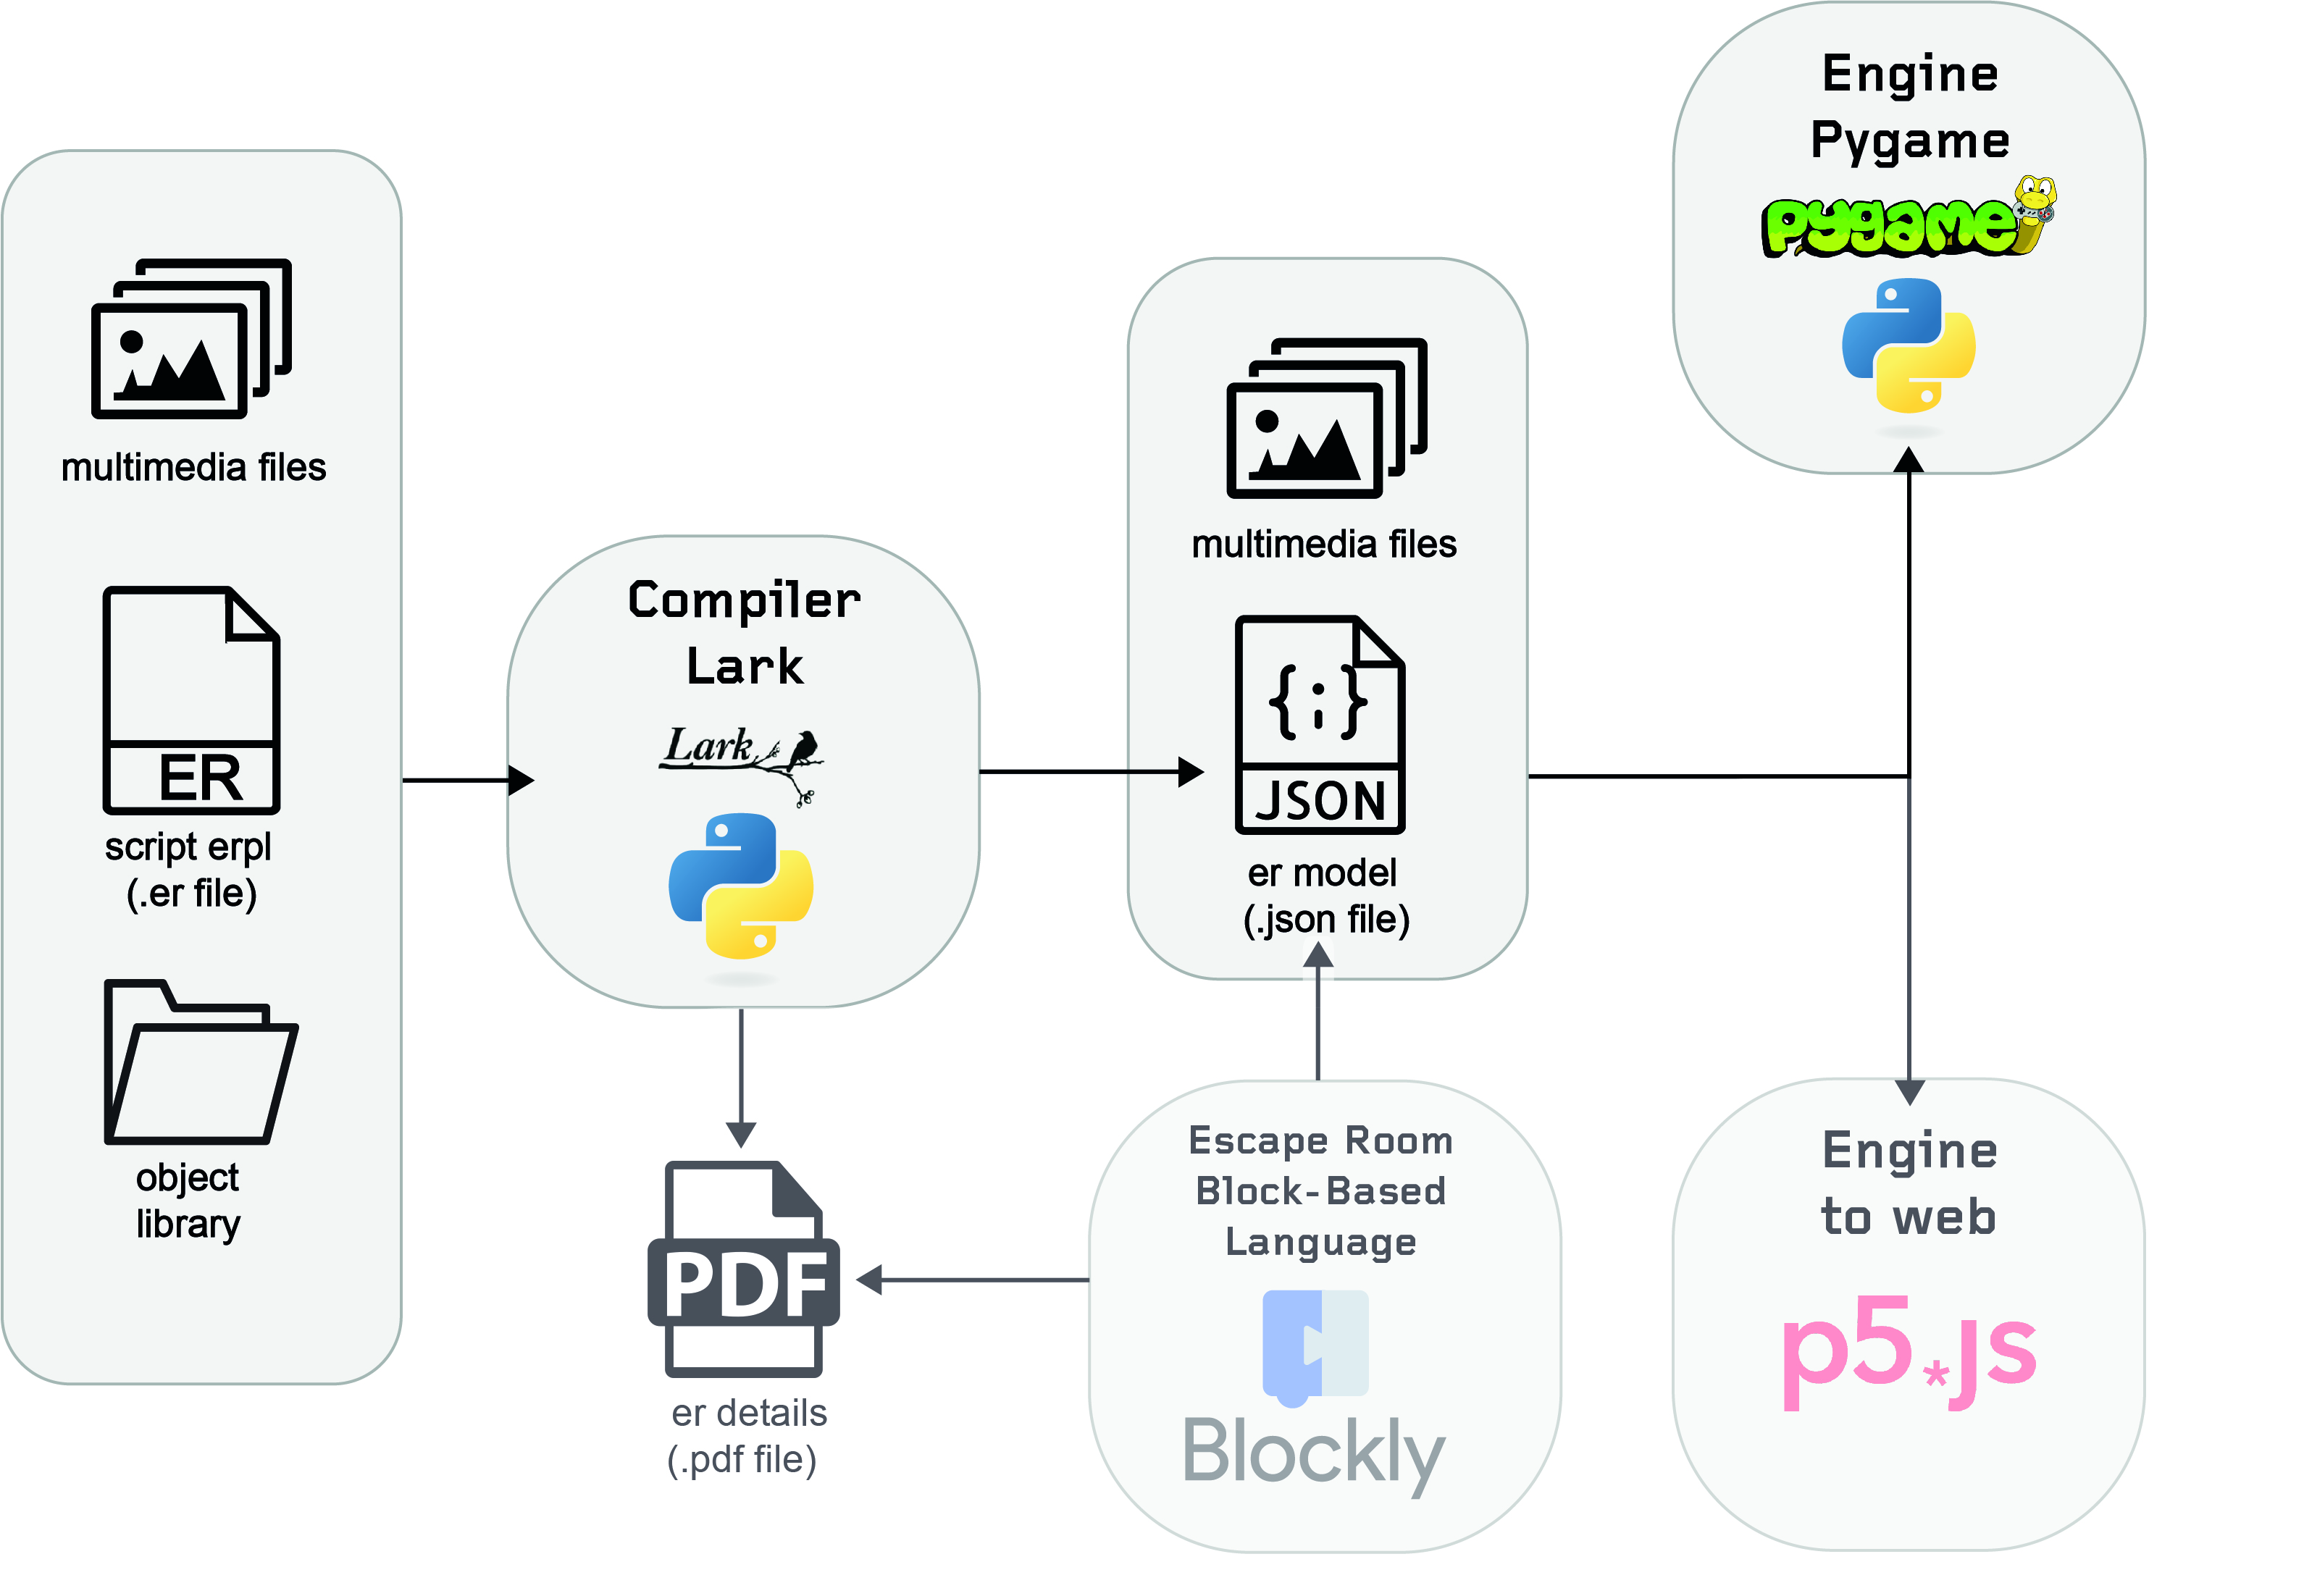 multimedia files
ER
script erpl
(.er file)
object
library
Compiler
Lark
Lark
PDF
er details
(.pdf file)
multimedia files
{;}
JSON
er model
(.json file)
Escape Room
Block-Based
Language
Blockly
Engine
Pygame
pygame
Engine
to web
p5*js